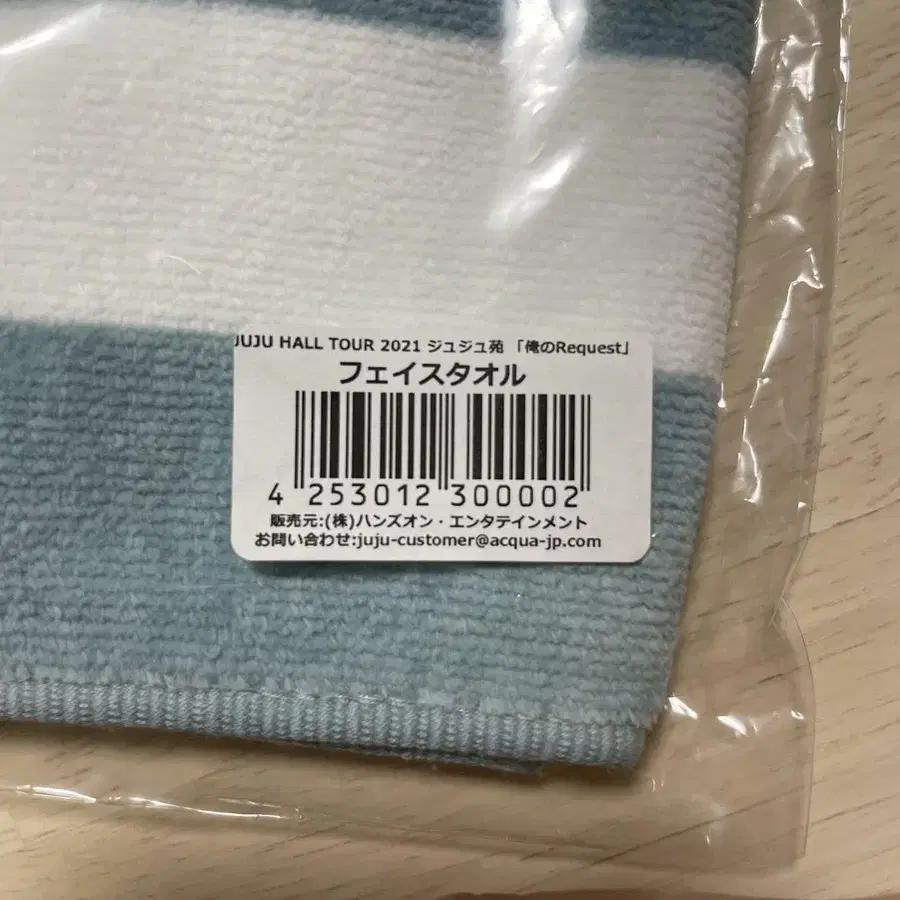 JUJU HALL TOUR 2021 ジュジュ苑 「俺のRequest」
フェイスタオル
4 253012 300002
販売元:(株)ハンズオン・エンタテインメント
お問い合わせ:juju-customer@acqua-jp.com